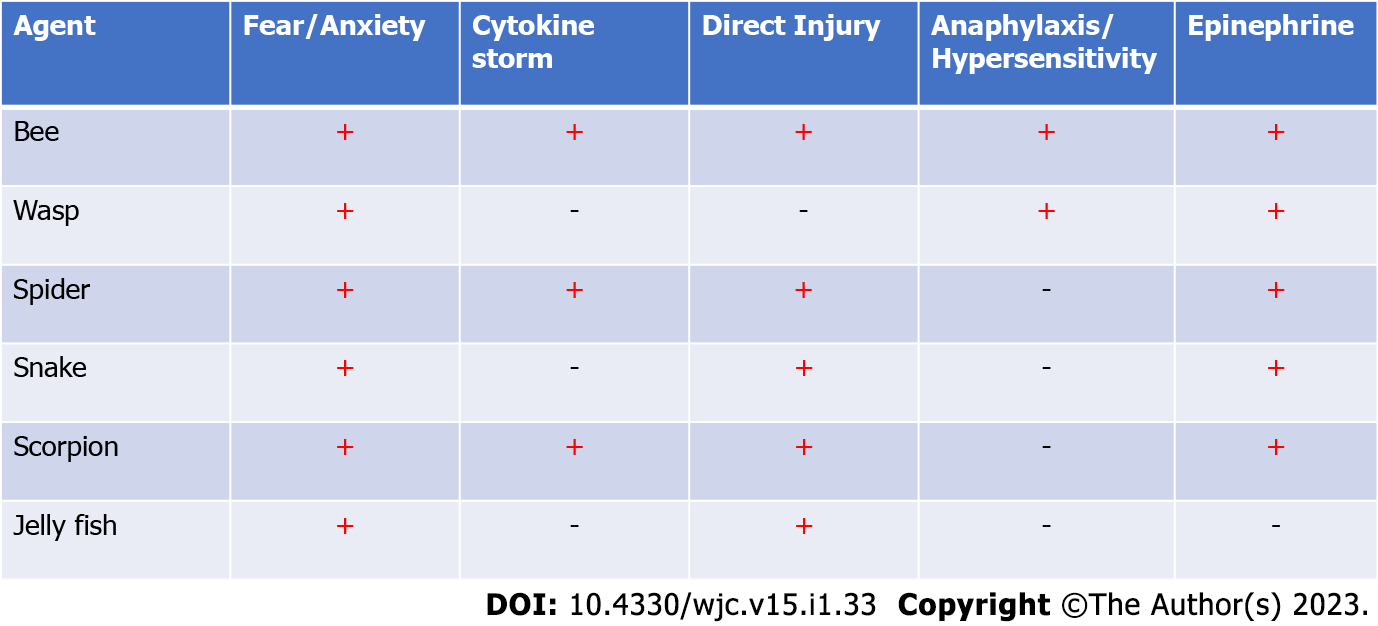 Agent Fear/Anxiety Cytokine storm Direct Injury Anaphylaxis/ Hypersensitivity Epinephrine
Bee + + + + +
Wasp + - - + +
Spider + + + - +
Snake + - + - +
Scorpion + + + - +
Jelly fish + - + - -
DOI: 10.4330/wjc.v15.i1.33 Copyright ©The Author(s) 2023.